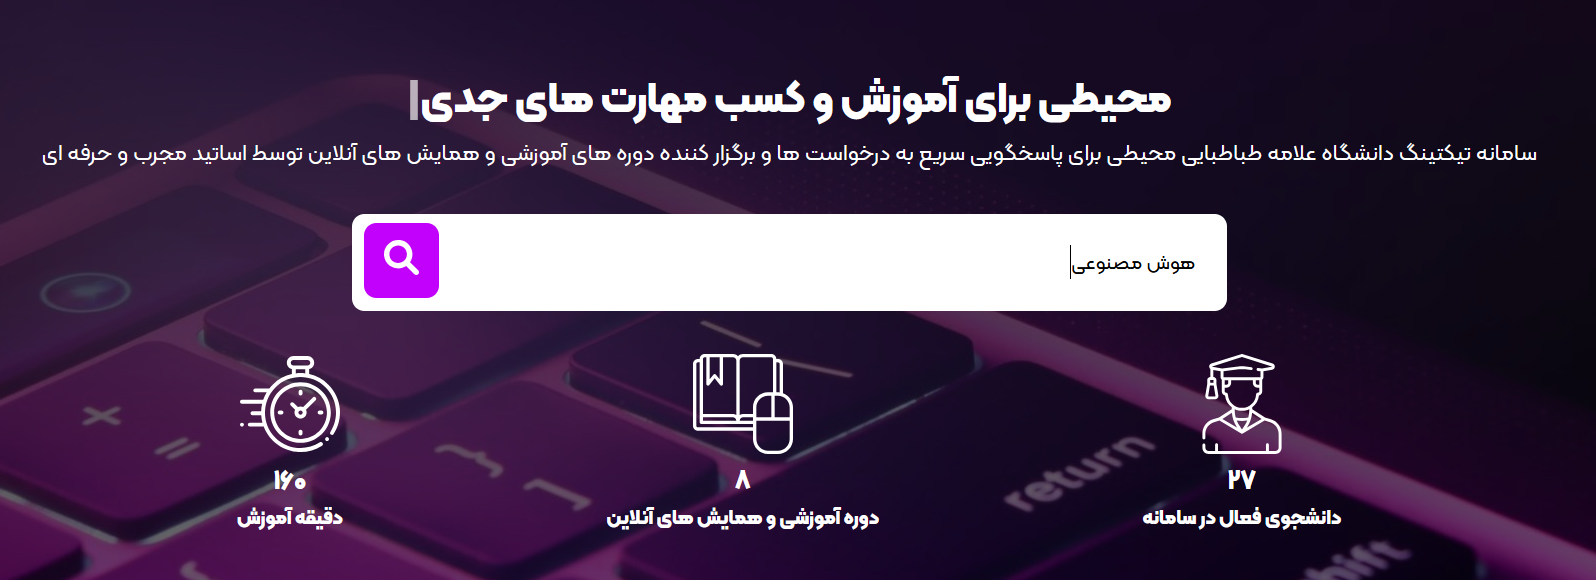 محیطی برای آموزش و کسب مهارت های جدی
سامانه تیکتینگ دانشگاه علامه طباطبایی محیطی برای پاسخگویی سریع به درخواست ها و برگزار کننده دوره های آموزشی و همایش های آنلاین توسط اساتید مجرب و حرفه ای
هوش مصنوعی
۲۷
دانشجوی فعال در سامانه
۸
دوره آموزشی و همایش های آنلاین
۱۶۰
دقیقه آموزش
return
shift